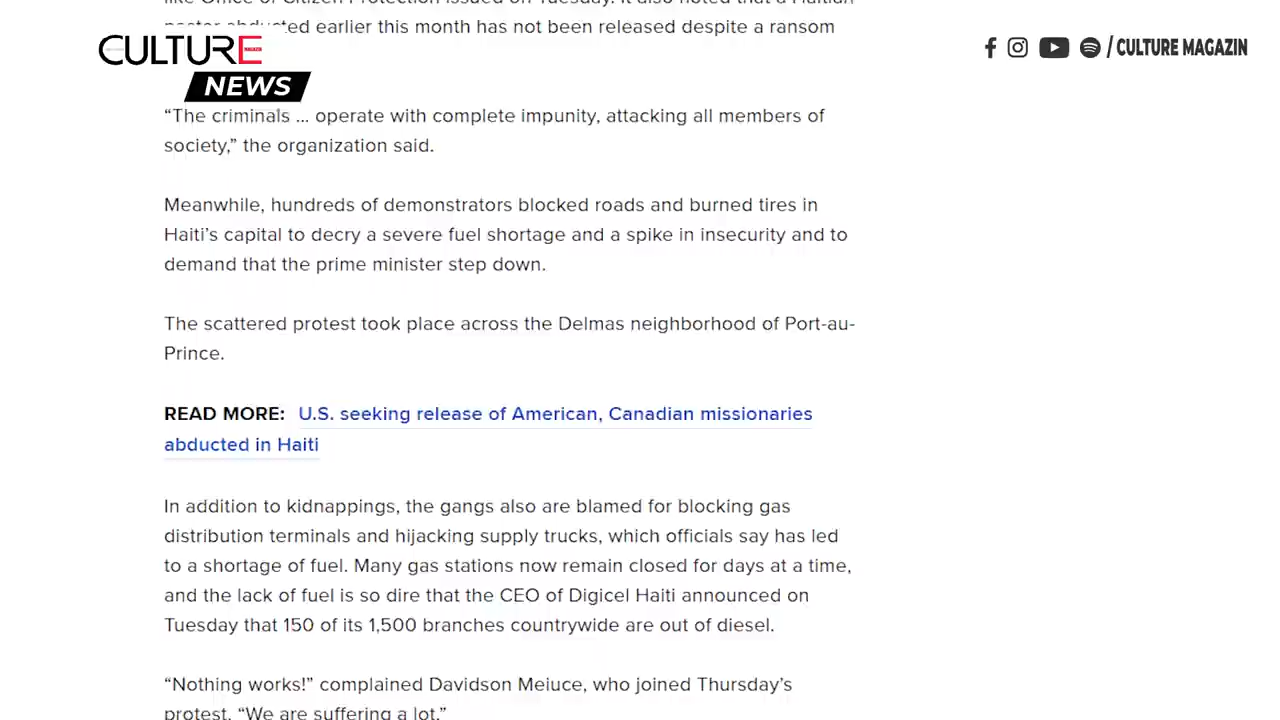 like Office of Citizen Protection issued on Tuesday. It also noted that a Haitian
pastor abducted earlier this month has not been released despite a ransom
CULTURE
NEWS
/ CULTURE MAGAZIN
“The criminals ... operate with complete impunity, attacking all members of
society,” the organization said.
Meanwhile, hundreds of demonstrators blocked roads and burned tires in
Haiti’s capital to decry a severe fuel shortage and a spike in insecurity and to
demand that the prime minister step down.
The scattered protest took place across the Delmas neighborhood of Port-au-
Prince.
READ MORE: U.S. seeking release of American, Canadian missionaries
abducted in Haiti
In addition to kidnappings, the gangs also are blamed for blocking gas
distribution terminals and hijacking supply trucks, which officials say has led
to a shortage of fuel. Many gas stations now remain closed for days at a time,
and the lack of fuel is so dire that the CEO of Digicel Haiti announced on
Tuesday that 150 of its 1,500 branches countrywide are out of diesel.
“Nothing works!” complained Davidson Meiuce, who joined Thursday’s
protest. “We are suffering a lot.”